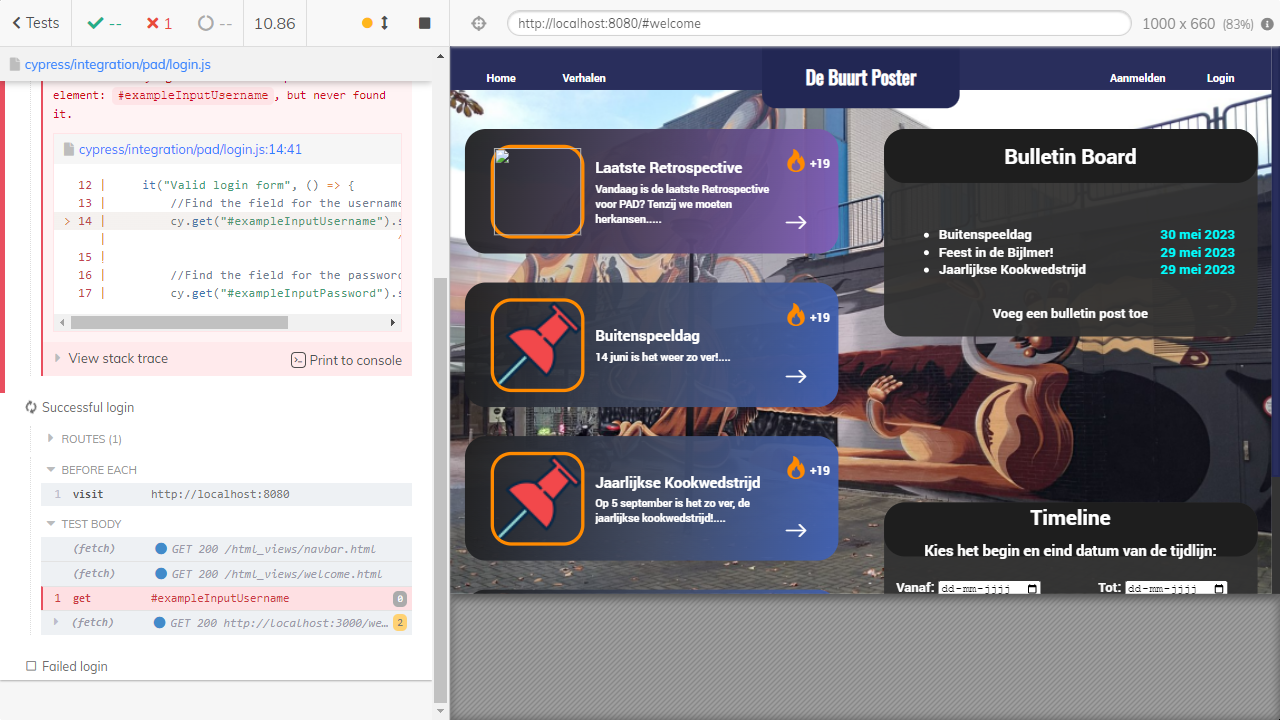 Tests
--
1
--
10.86
http://localhost:8080/#welcome
1000 x 660 (83%)
cypress/integration/pad/login.js
element: #exampleInputUsername, but never found
it.
cypress/integration/pad/login.js:14:41
12 | it("Valid login form", () => {
13 | //Find the field for the username
> 14 | cy.get("#exampleInputUsername").s
|
15 |
16 | //Find the field for the password
17 | cy.get("#exampleInputPassword").s
View stack trace
Print to console
Successful login
ROUTES (1)
BEFORE EACH
1 visit http://localhost:8080
TEST BODY
(fetch) GET 200 /html_views/navbar.html
(fetch) GET 200 /html_views/welcome.html
1 get #exampleInputUsername 0
(fetch) GET 200 http://localhost:3000/we... 2
Failed login
Home
Verhalen
De Buurt Poster
Aanmelden
Login
Laatste Retrospective
+19
Vandaag is de laatste Retrospective
voor PAD? Tenzij we moeten
herkansen.....
Buitenspeeldag
+19
14 juni is het weer zo ver!....
Jaarlijkse Kookwedstrijd
+19
Op 5 september is het zo ver, de
jaarlijkse kookwedstrijd!....
Bulletin Board
Buitenspeeldag 30 mei 2023
Feest in de Bijlmer! 29 mei 2023
Jaarlijkse Kookwedstrijd 29 mei 2023
Voeg een bulletin post toe
Timeline
Kies het begin en eind datum van de tijdlijn:
Vanaf: dd-mm-jjjj Tot: dd-mm-jjjj